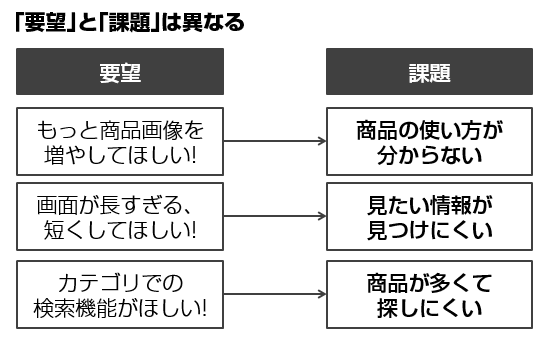 「要望」と「課題」は異なる
要望
課題
もっと商品画像を
増やしてほしい!
商品の使い方が
分からない
画面が長すぎる、
短くしてほしい!
見たい情報が
見つけにくい
カテゴリでの
検索機能がほしい!
商品が多くて
探しにくい